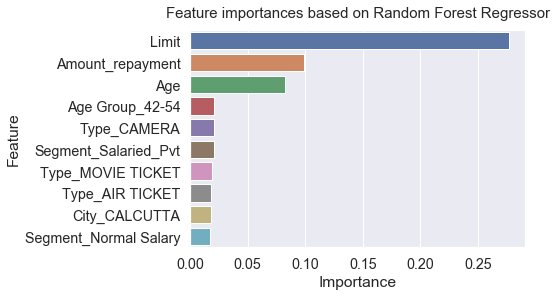 Feature importances based on Random Forest Regressor
Limit
Amount_repayment
Age
Age Group_42-54
Type_CAMERA
Segment_Salaried_Pvt
Type_MOVIE TICKET
Type_AIR TICKET
City_CALCUTTA
Segment_Normal Salary
Feature
0.00 0.05 0.10 0.15 0.20 0.25
Importance